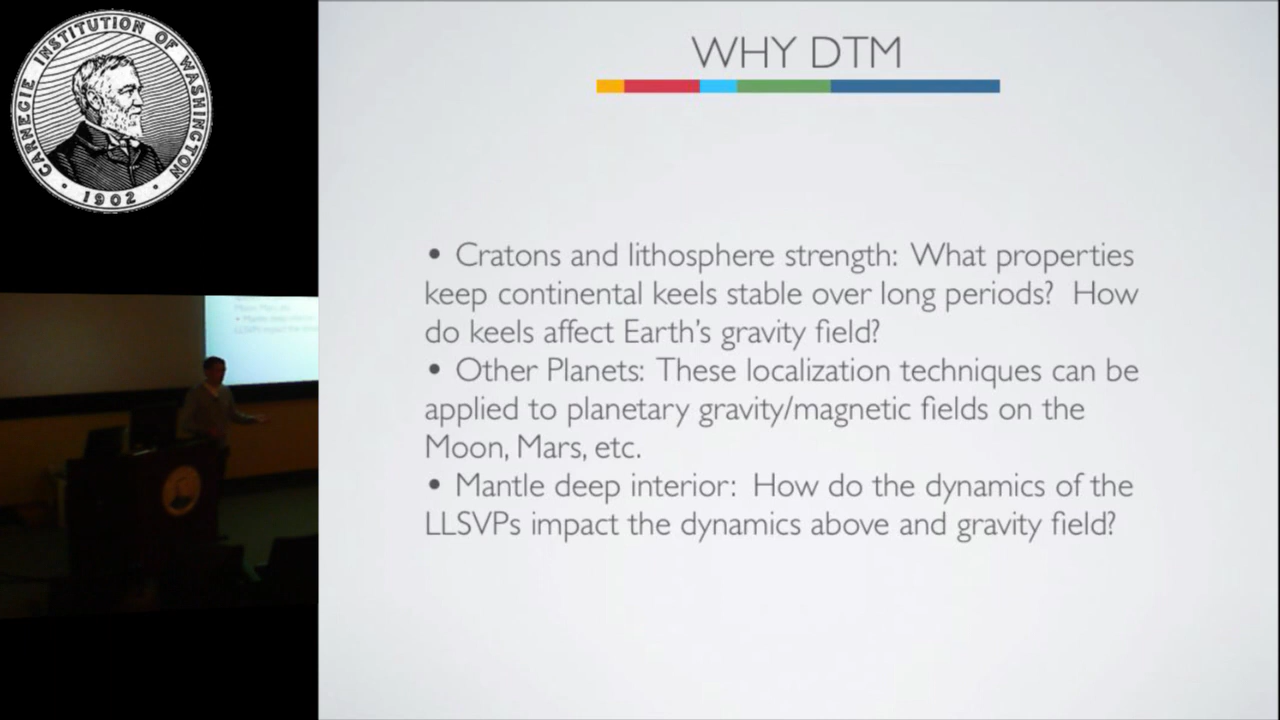 CARNEGIE INSTITUTION OF WASHINGTON
· 1902 ·
WHY DTM
• Cratons and lithosphere strength: What properties
keep continental keels stable over long periods? How
do keels affect Earth's gravity field?
• Other Planets: These localization techniques can be
applied to planetary gravity/magnetic fields on the
Moon, Mars, etc.
• Mantle deep interior: How do the dynamics of the
LLSVPs impact the dynamics above and gravity field?